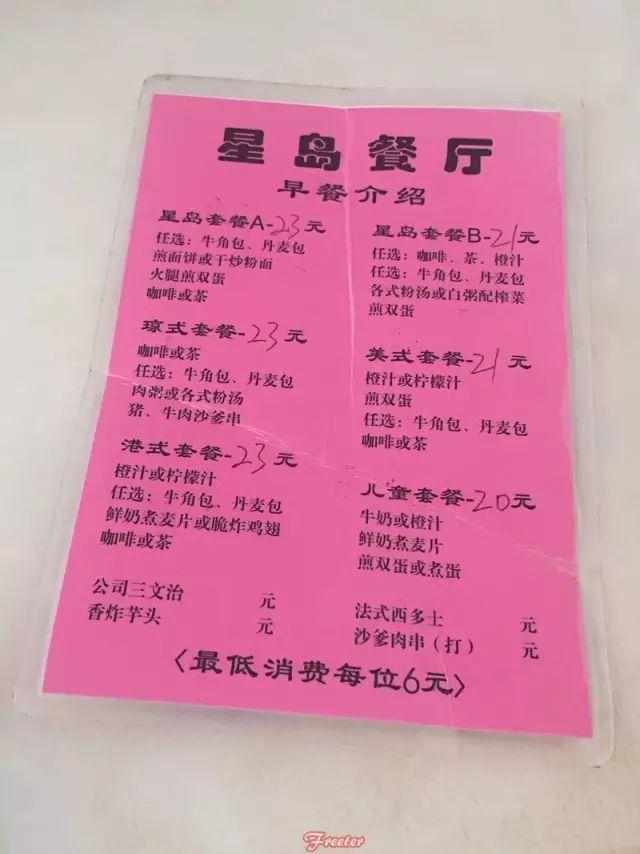 星岛餐厅
早餐介绍
星岛套餐A-23元
任选：牛角包、丹麦包
煎面饼或干炒粉面
火腿煎双蛋
咖啡或茶
琼式套餐-23元
咖啡或茶
任选：牛角包、丹麦包
肉粥或各式粉汤
猪、牛肉沙爹串
港式套餐-23元
橙汁或柠檬汁
任选：牛角包、丹麦包
鲜奶煮麦片或脆炸鸡翅
咖啡或茶
星岛套餐B-21元
任选：咖啡、茶、橙汁
任选：牛角包、丹麦包
各式粉汤或白粥配榨菜
煎双蛋
美式套餐-21元
橙汁或柠檬汁
煎双蛋
任选：牛角包、丹麦包
咖啡或茶
儿童套餐-20元
牛奶或橙汁
鲜奶煮麦片
煎双蛋或煮蛋
公司三文治 元
香炸芋头 元
法式西多士 元
沙爹肉串（打） 元
〈最低消费每位6元〉
Freeter